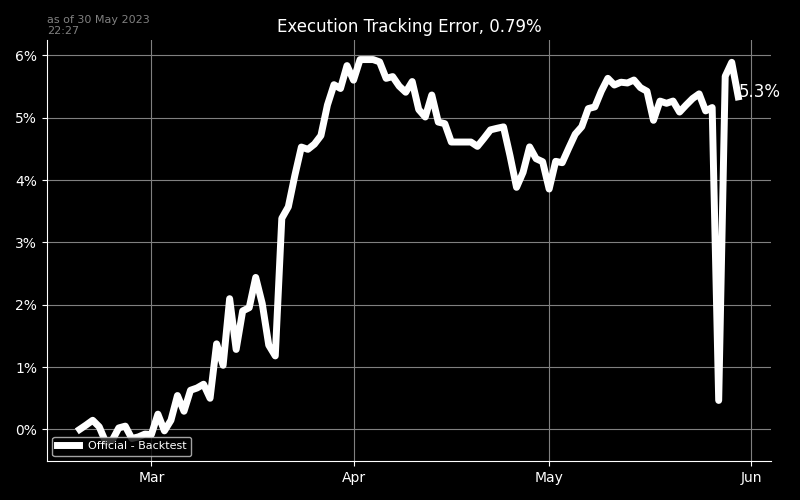 as of 30 May 2023
22:27
Execution Tracking Error, 0.79%
6%
5%
4%
3%
2%
1%
0%
5.3%
Official - Backtest
Mar
Apr
May
Jun